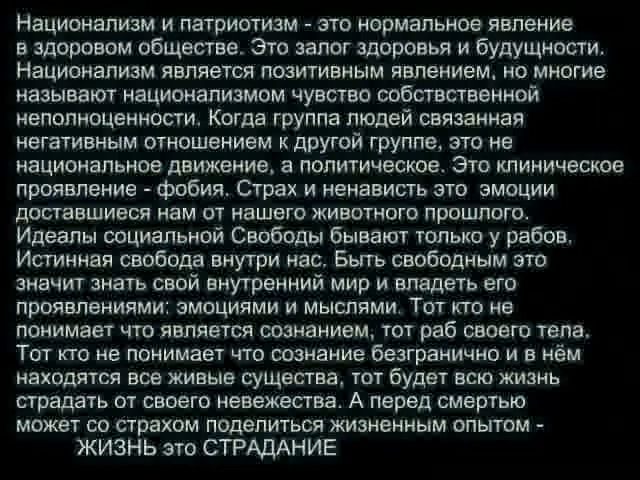 Национализм и патриотизм - это нормальное явление
в здоровом обществе. Это залог здоровья и будущности.
Национализм является позитивным явлением, но многие
называют национализмом чувство собствственной
неполноценности. Когда группа людей связанная
негативным отношением к другой группе, это не
национальное движение, а политическое. Это клиническое
проявление - фобия. Страх и ненависть это эмоции
доставшиеся нам от нашего животного прошлого.
Идеалы социальной Свободы бывают только у рабов.
Истинная свобода внутри нас. Быть свободным это
значит знать свой внутренний мир и владеть его
проявлениями: эмоциями и мыслями. Тот кто не
понимает что является сознанием, тот раб своего тела.
Тот кто не понимает что сознание безгранично и в нём
находятся все живые существа, тот будет всю жизнь
страдать от своего невежества. А перед смертью
может со страхом поделиться жизненным опытом -
ЖИЗНЬ это СТРАДАНИЕ